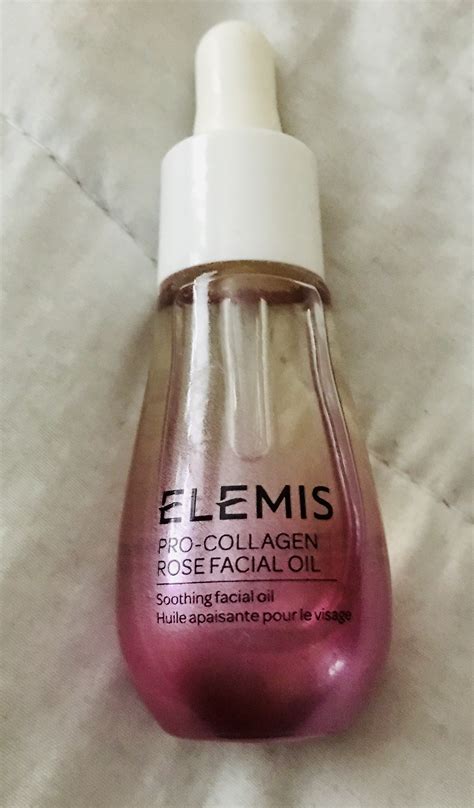 ELEMIS
PRO-COLLAGEN
ROSE FACIAL OIL
Soothing facial oil
Huile apaisante pour le visage